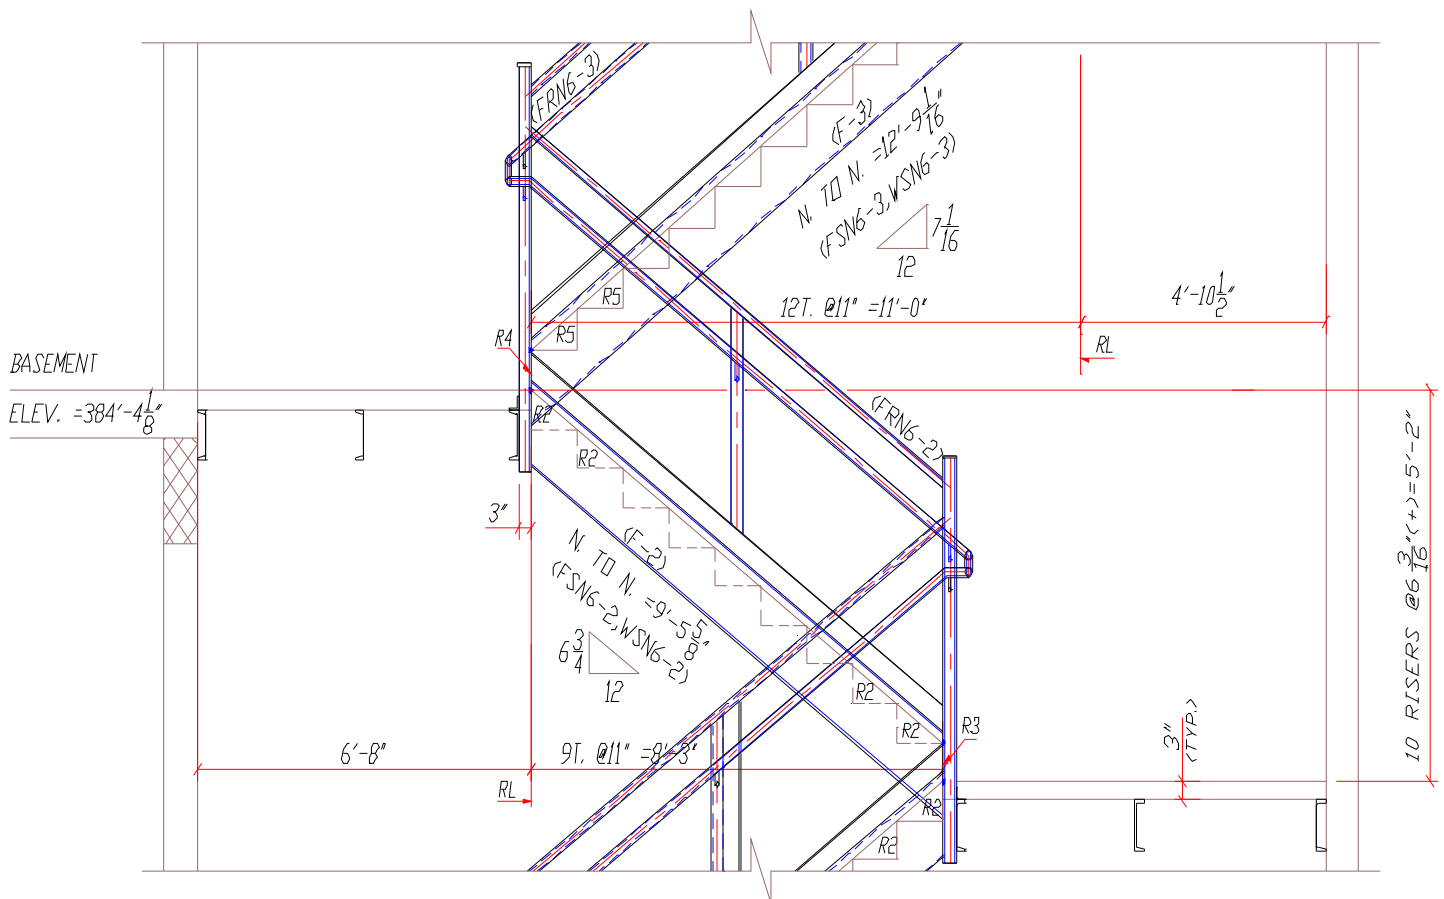 (FRN6-3)
(F-3)
N. TO N. =12'-9 1/16"
(FSN6-3,WSN6-3)
7 1/16
12
R5
R5
12T. @11" =11'-0"
4'-10 1/2"
RL
R4
BASEMENT
ELEV. =384'-4 1/8"
R2
R2
(FRN6-2)
3"
(F-2)
N. TO N. =9'-5 5/8"
(FSN6-2,WSN6-2)
6 3/4
12
10 RISERS @6 3/16"(+)=5'-2"
R2
R2
R3
3"
(TYP.)
6'-8"
9T. @11" =8'-3"
RL
R2
R2